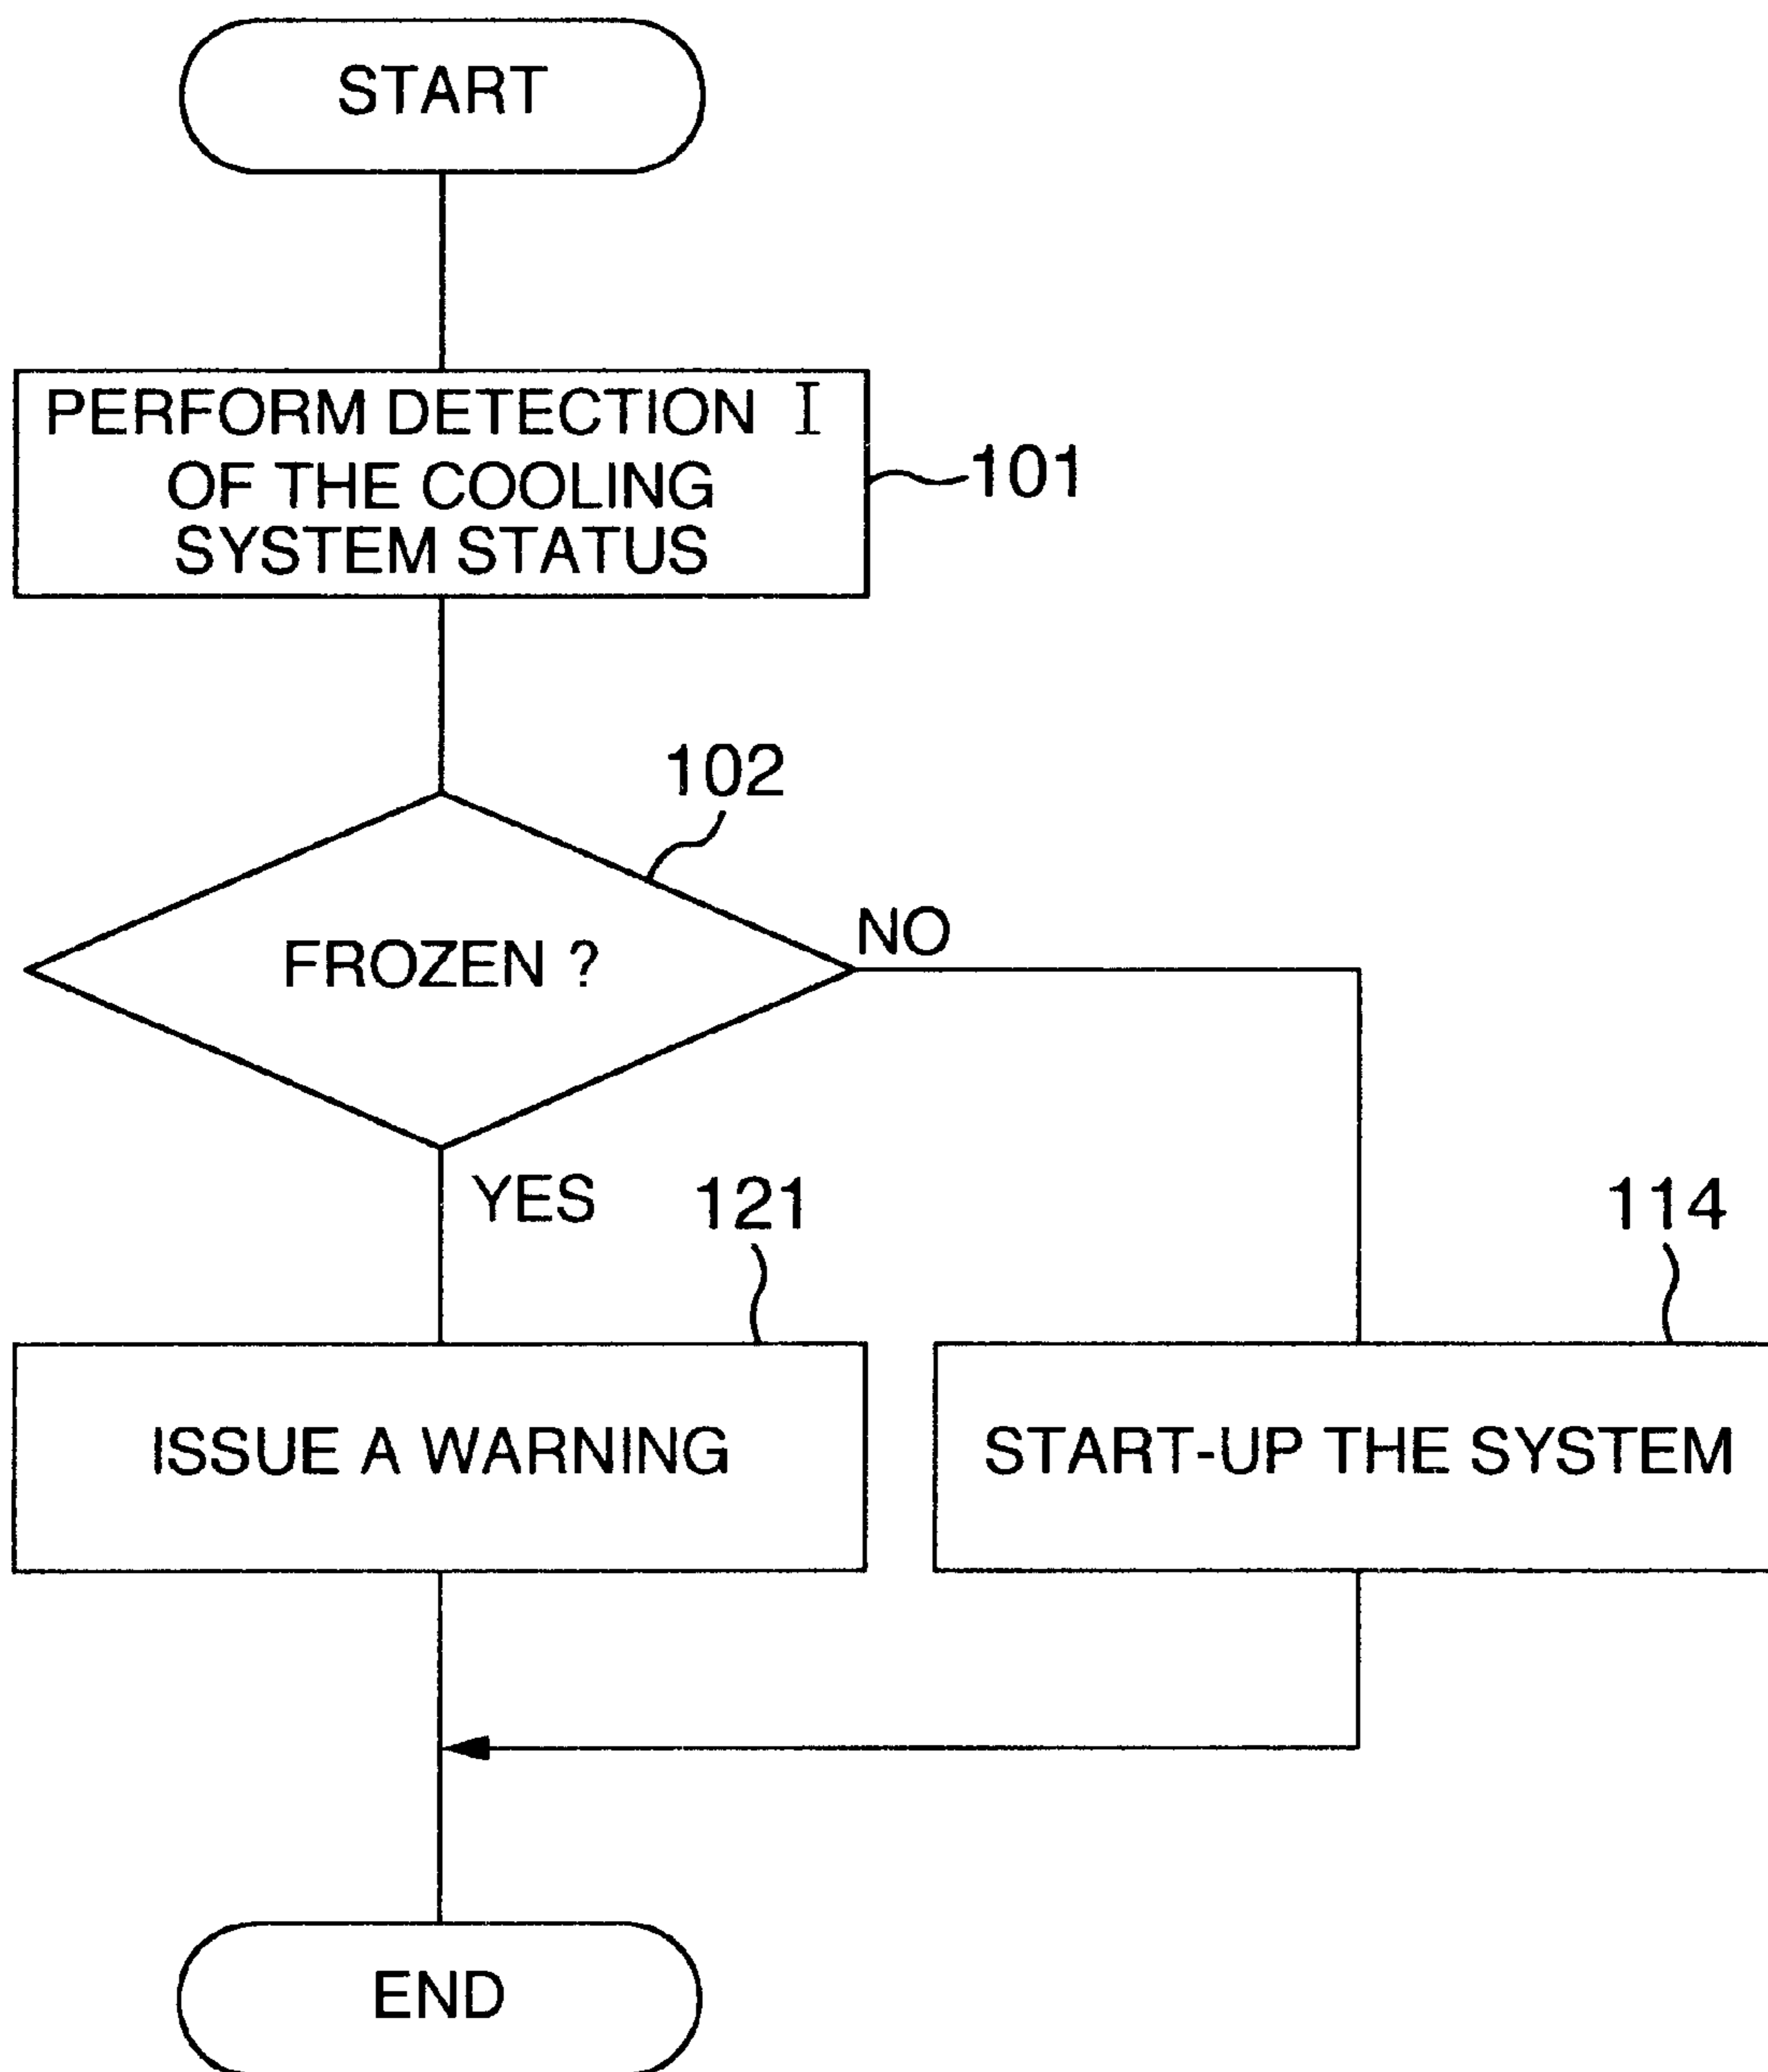 START
PERFORM DETECTION I
OF THE COOLING
SYSTEM STATUS
101
102
FROZEN ?
NO
YES
121
114
ISSUE A WARNING
START-UP THE SYSTEM
END